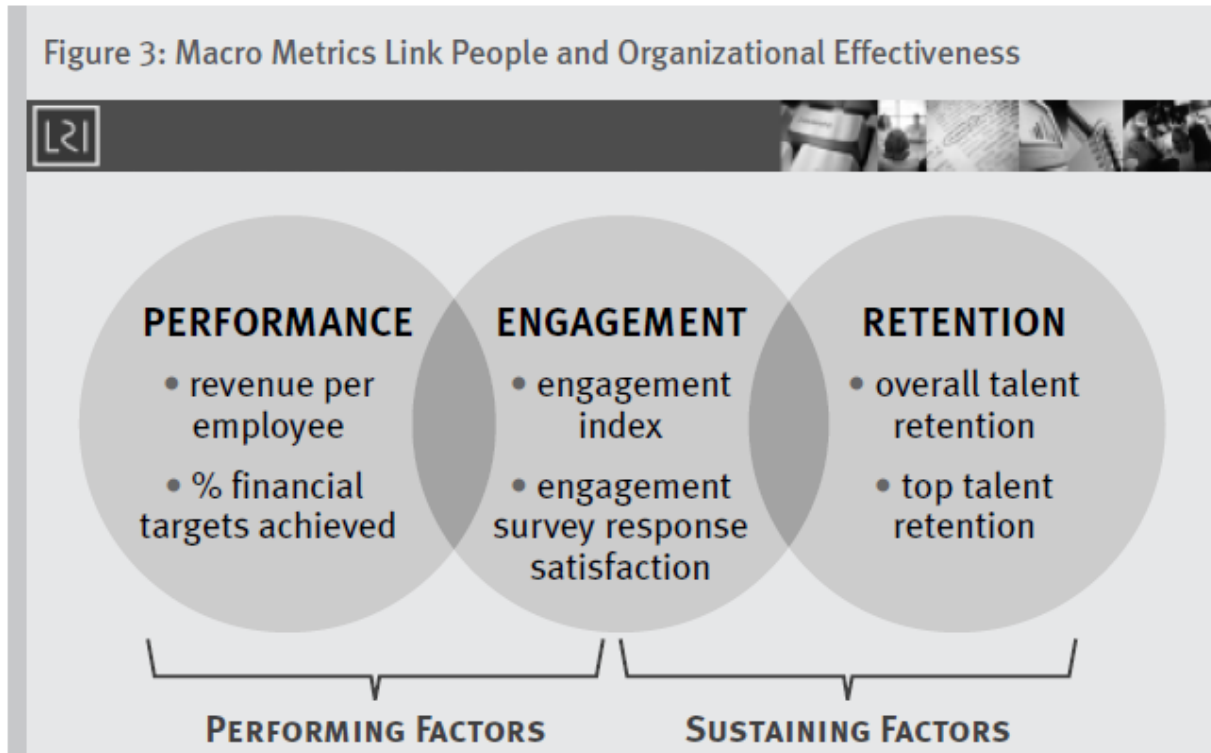 Figure 3: Macro Metrics Link People and Organizational Effectiveness
LRI
PERFORMANCE
• revenue per
employee
• % financial
targets achieved
ENGAGEMENT
• engagement
index
• engagement
survey response
satisfaction
RETENTION
• overall talent
retention
• top talent
retention
PERFORMING FACTORS
SUSTAINING FACTORS